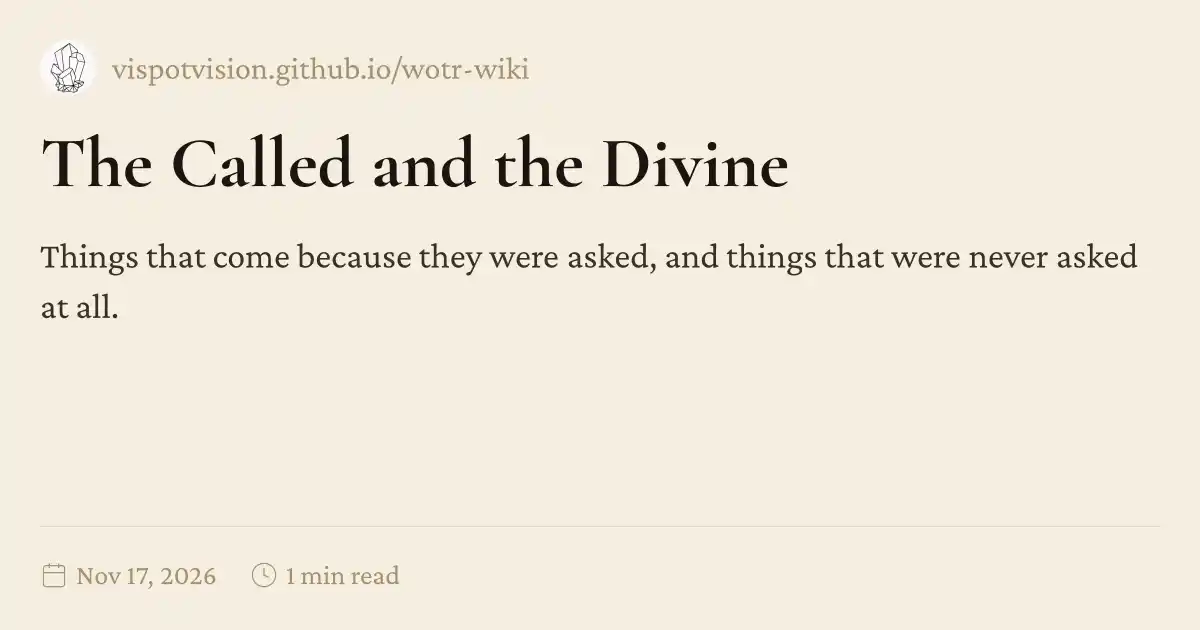 vispotvision.github.io/wotr-wiki
The Called and the Divine
Things that come because they were asked, and things that were never asked
at all.
Nov 17, 2026
1 min read